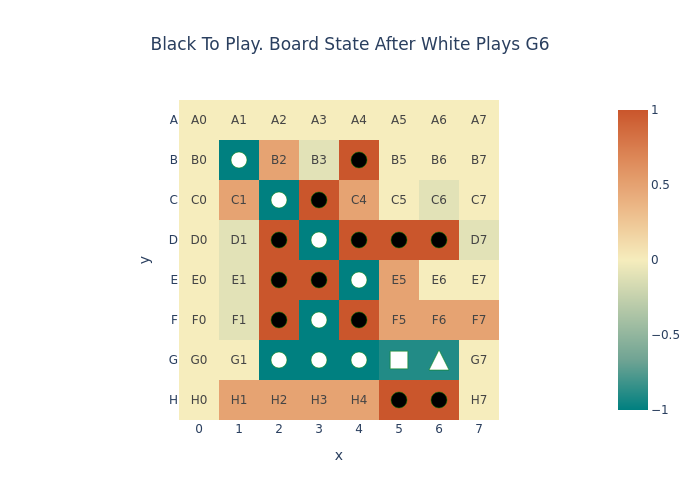 Black To Play. Board State After White Plays G6
A A0 A1 A2 A3 A4 A5 A6 A7
B B0 B2 B3 B5 B6 B7
C C0 C1 C4 C5 C6 C7
D D0 D1 D7
E E0 E1 E5 E6 E7
F F0 F1 F5 F6 F7
G G0 G1 G7
H H0 H1 H2 H3 H4 H7
0 1 2 3 4 5 6 7
x
y
1
0.5
0
−0.5
−1